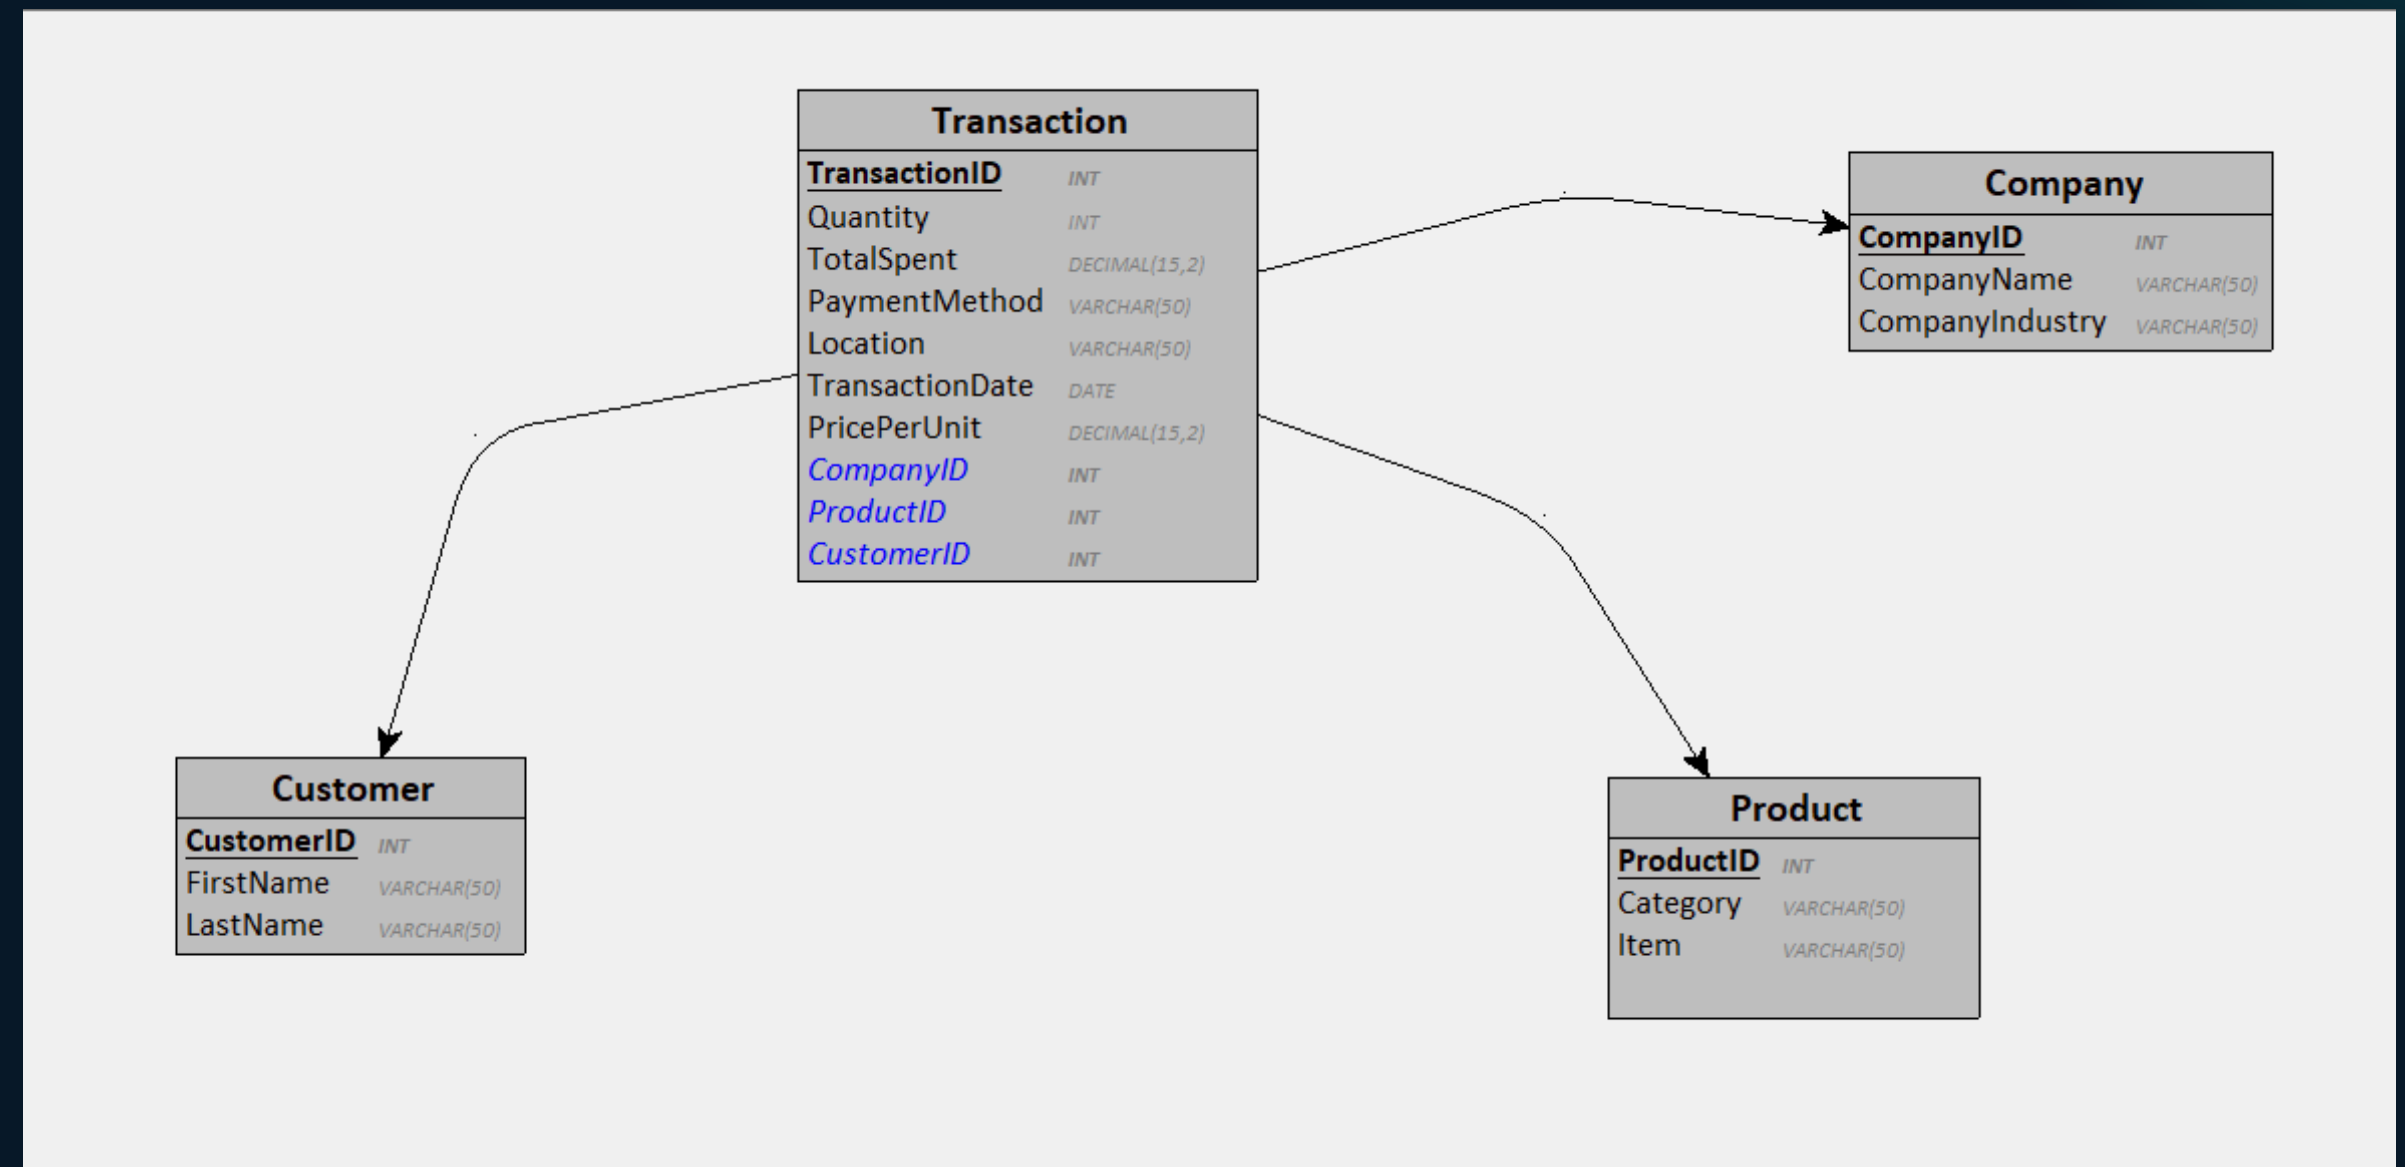 Transaction
TransactionID INT
Quantity INT
TotalSpent DECIMAL(15,2)
PaymentMethod VARCHAR(50)
Location VARCHAR(50)
TransactionDate DATE
PricePerUnit DECIMAL(15,2)
CompanyID INT
ProductID INT
CustomerID INT
Company
CompanyID INT
CompanyName VARCHAR(50)
CompanyIndustry VARCHAR(50)
Customer
CustomerID INT
FirstName VARCHAR(50)
LastName VARCHAR(50)
Product
ProductID INT
Category VARCHAR(50)
Item VARCHAR(50)